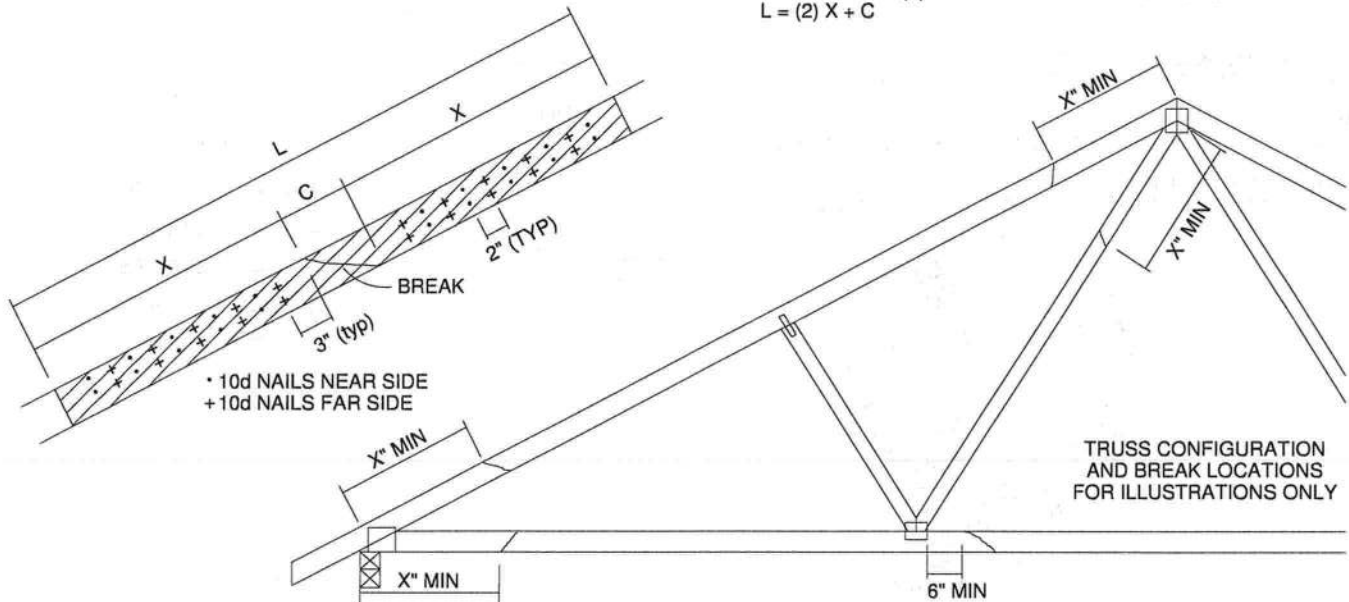 L = (2) X + C
X" MIN
X
L
C
X
2" (TYP)
BREAK
3" (typ)
• 10d NAILS NEAR SIDE
+ 10d NAILS FAR SIDE
X" MIN
X" MIN
TRUSS CONFIGURATION
AND BREAK LOCATIONS
FOR ILLUSTRATIONS ONLY
X" MIN
6" MIN